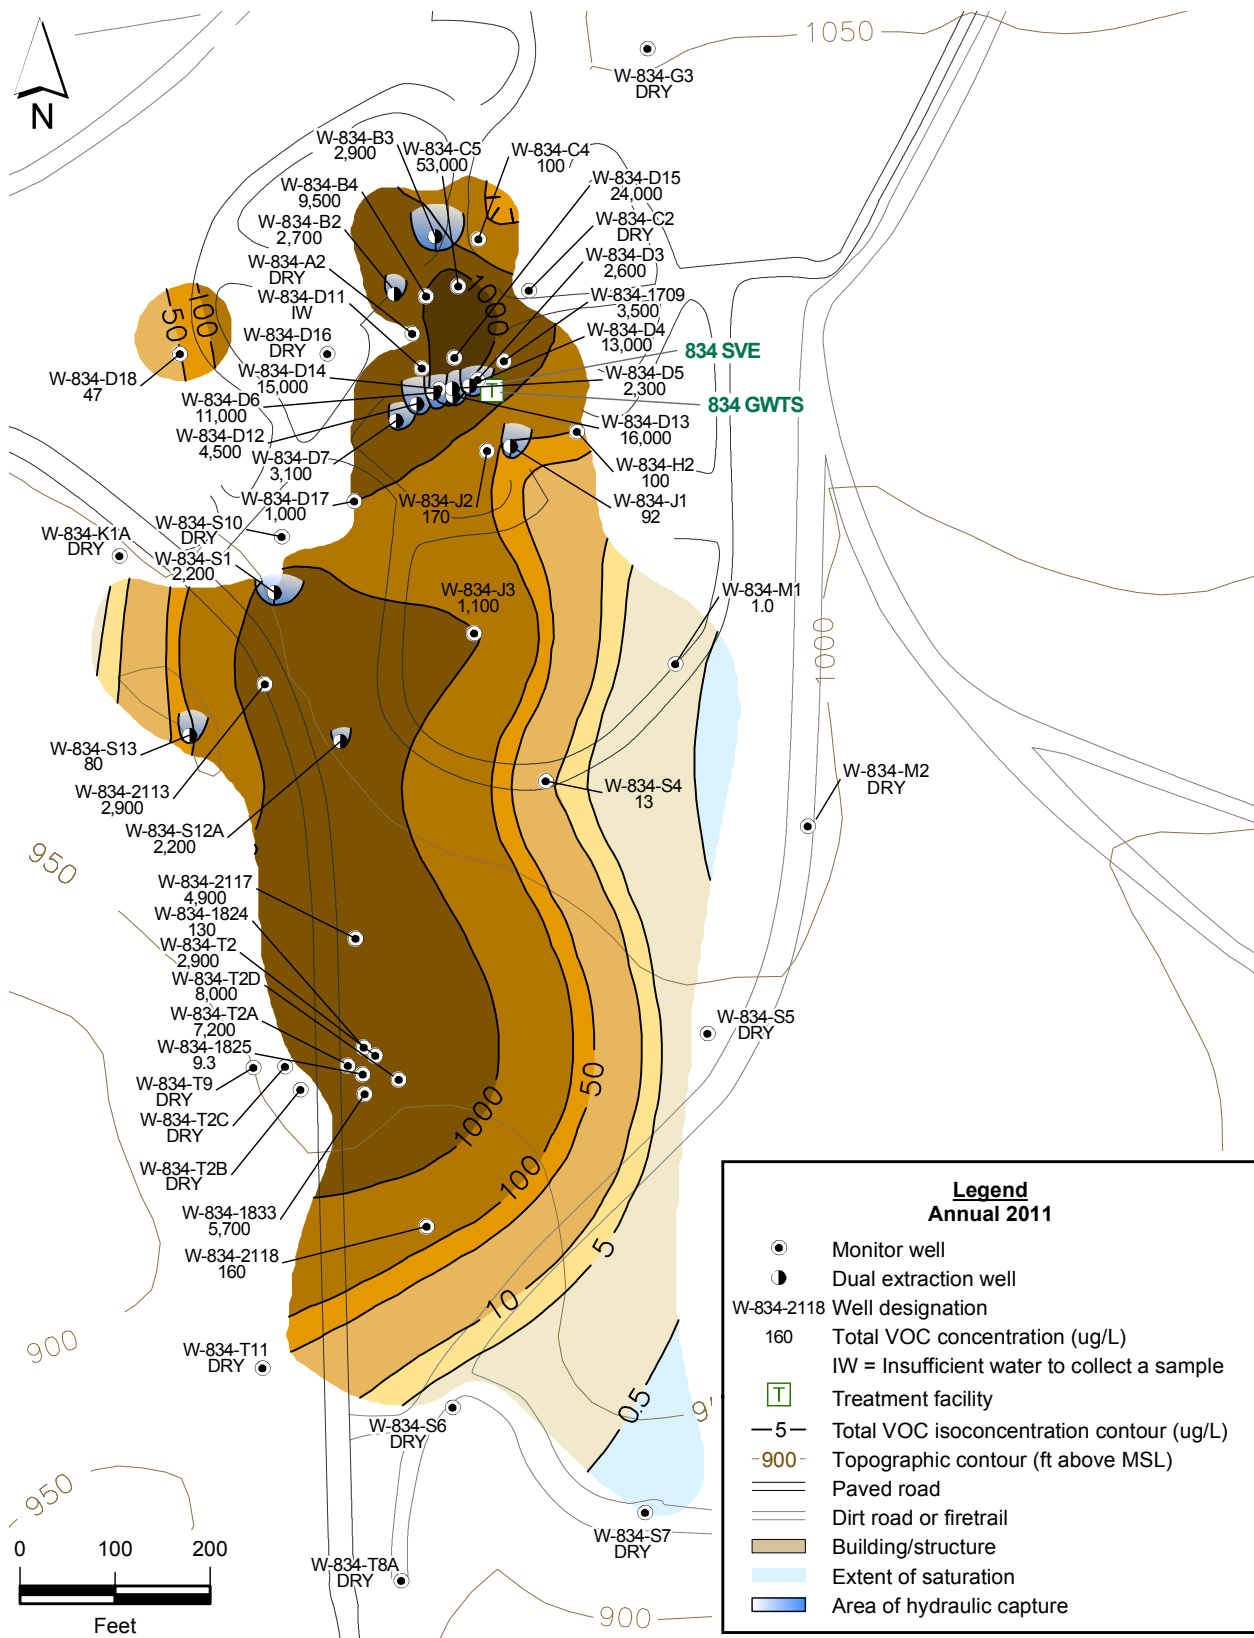 1050
W-834-G3
DRY
N
W-834-B3
2,900
W-834-C5
53,000
W-834-C4
100
W-834-B4
9,500
W-834-D15
24,000
W-834-B2
2,700
W-834-C2
DRY
W-834-A2
DRY
W-834-D3
2,600
W-834-D11
IW
W-834-1709
3,500
1000
50
100
W-834-D16
DRY
W-834-D4
13,000
834 SVE
W-834-D18
47
W-834-D14
15,000
W-834-D5
2,300
T
834 GWTS
W-834-D6
11,000
W-834-D13
16,000
W-834-D12
4,500
W-834-D7
3,100
W-834-H2
100
W-834-D17
1,000
W-834-J2
170
W-834-J1
92
W-834-S10
DRY
W-834-K1A
DRY
W-834-S1
2,200
W-834-J3
1,100
W-834-M1
1.0
1000
W-834-S13
80
W-834-M2
DRY
W-834-2113
2,900
W-834-S4
13
W-834-S12A
2,200
950
W-834-2117
4,900
W-834-1824
130
W-834-T2
2,900
W-834-T2D
8,000
W-834-T2A
7,200
W-834-S5
DRY
W-834-1825
9.3
W-834-T9
DRY
50
1000
W-834-T2C
DRY
W-834-T2B
DRY
100
W-834-1833
5,700
W-834-2118
160
5
10
900
W-834-T11
DRY
0.5
95
W-834-S6
DRY
950
W-834-S7
DRY
W-834-T8A
DRY
900
0 100 200
Feet
Legend
Annual 2011
Monitor well
Dual extraction well
W-834-2118 Well designation
160 Total VOC concentration (ug/L)
IW = Insufficient water to collect a sample
T Treatment facility
5 Total VOC isoconcentration contour (ug/L)
900 Topographic contour (ft above MSL)
Paved road
Dirt road or firetrail
Building/structure
Extent of saturation
Area of hydraulic capture